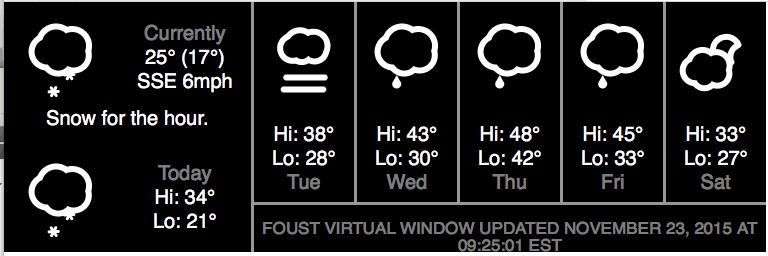 Currently
25° (17°)
SSE 6mph
Snow for the hour.
Today
Hi: 34°
Lo: 21°
Hi: 38°
Lo: 28°
Tue
Hi: 43°
Lo: 30°
Wed
Hi: 48°
Lo: 42°
Thu
Hi: 45°
Lo: 33°
Fri
Hi: 33°
Lo: 27°
Sat
FOUST VIRTUAL WINDOW UPDATED NOVEMBER 23, 2015 AT
09:25:01 EST